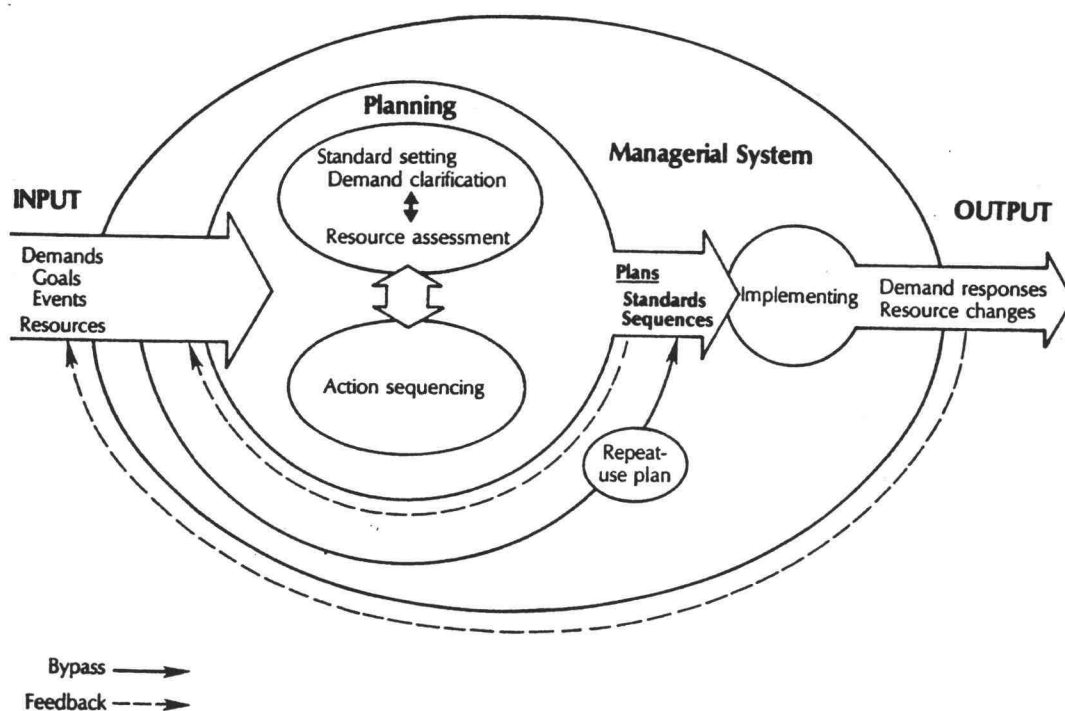 Planning
Standard setting
Demand clarification
Resource assessment
Managerial System
INPUT
OUTPUT
Demands
Goals
Events
Resources
Plans
Standards
Sequences
Implementing
Demand responses
Resource changes
Action sequencing
Repeat-
use plan
Bypass
Feedback